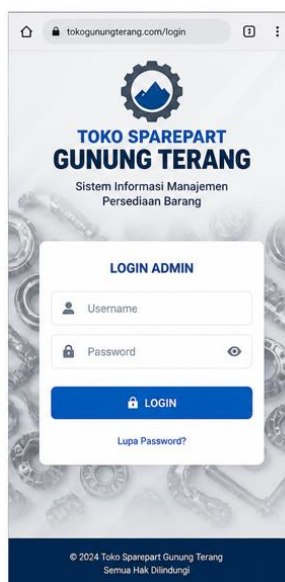 tokogunungterang.com/login
1
TOKO SPAREPART
GUNUNG TERANG
Sistem Informasi Manajemen
Persediaan Barang
LOGIN ADMIN
Username
Password
LOGIN
Lupa Password?
© 2024 Toko Sparepart Gunung Terang
Semua Hak Dilindungi